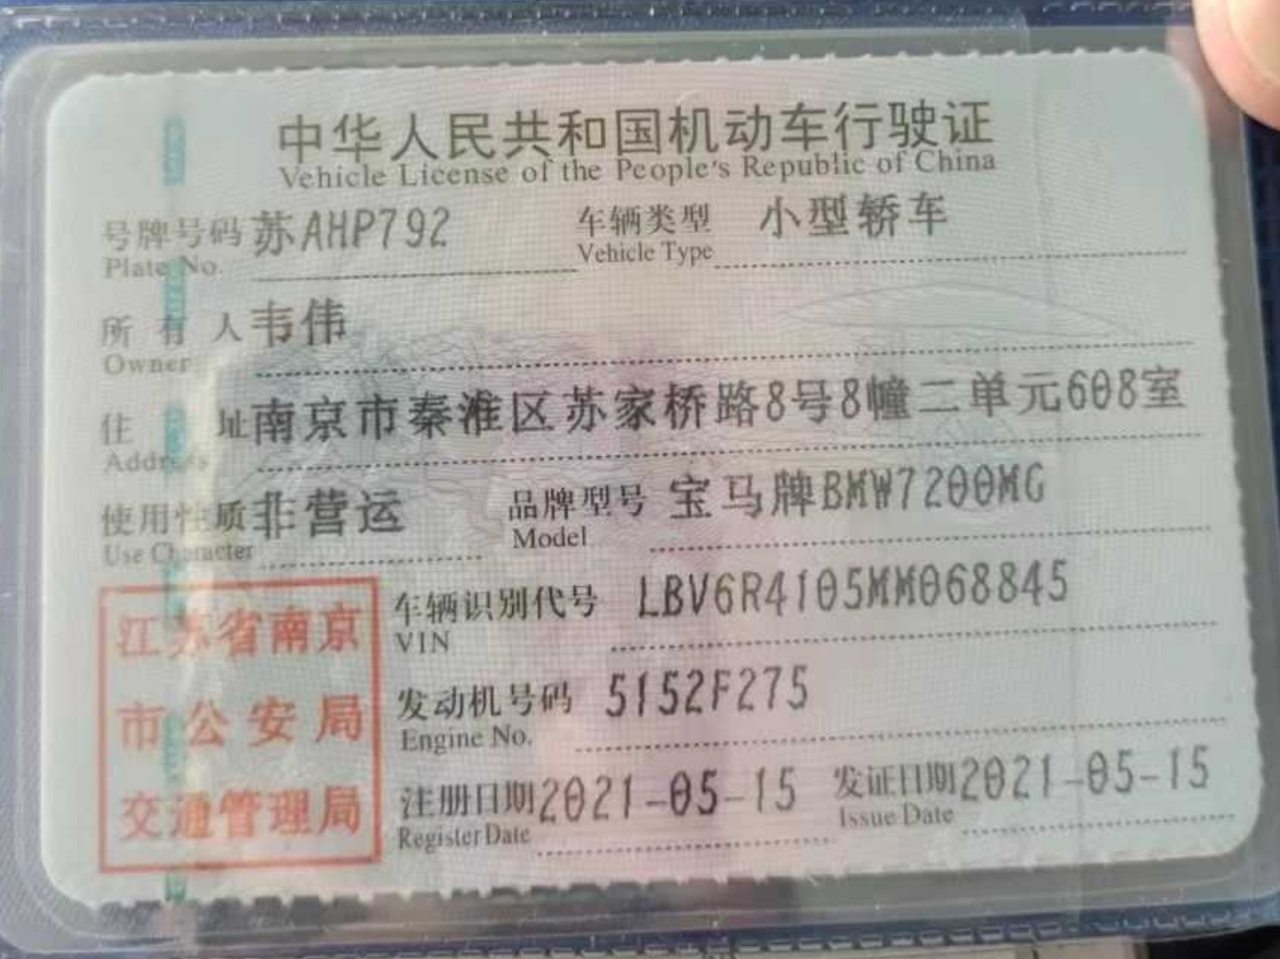 中华人民共和国机动车行驶证
Vehicle License of the People's Republic of China
号牌号码 苏AHP792 车辆类型 小型轿车
Plate No. Vehicle Type
所有人 韦伟
Owner
住址 南京市秦淮区苏家桥路8号8幢二单元608室
Address
使用性质 非营运 品牌型号 宝马牌BMW7200MG
Use Character Model
车辆识别代号 LBV6R4105MM068845
VIN
发动机号码 5152F275
Engine No.
注册日期 2021-05-15 发证日期 2021-05-15
Register Date Issue Date
江苏省南京
市公安局
交通管理局